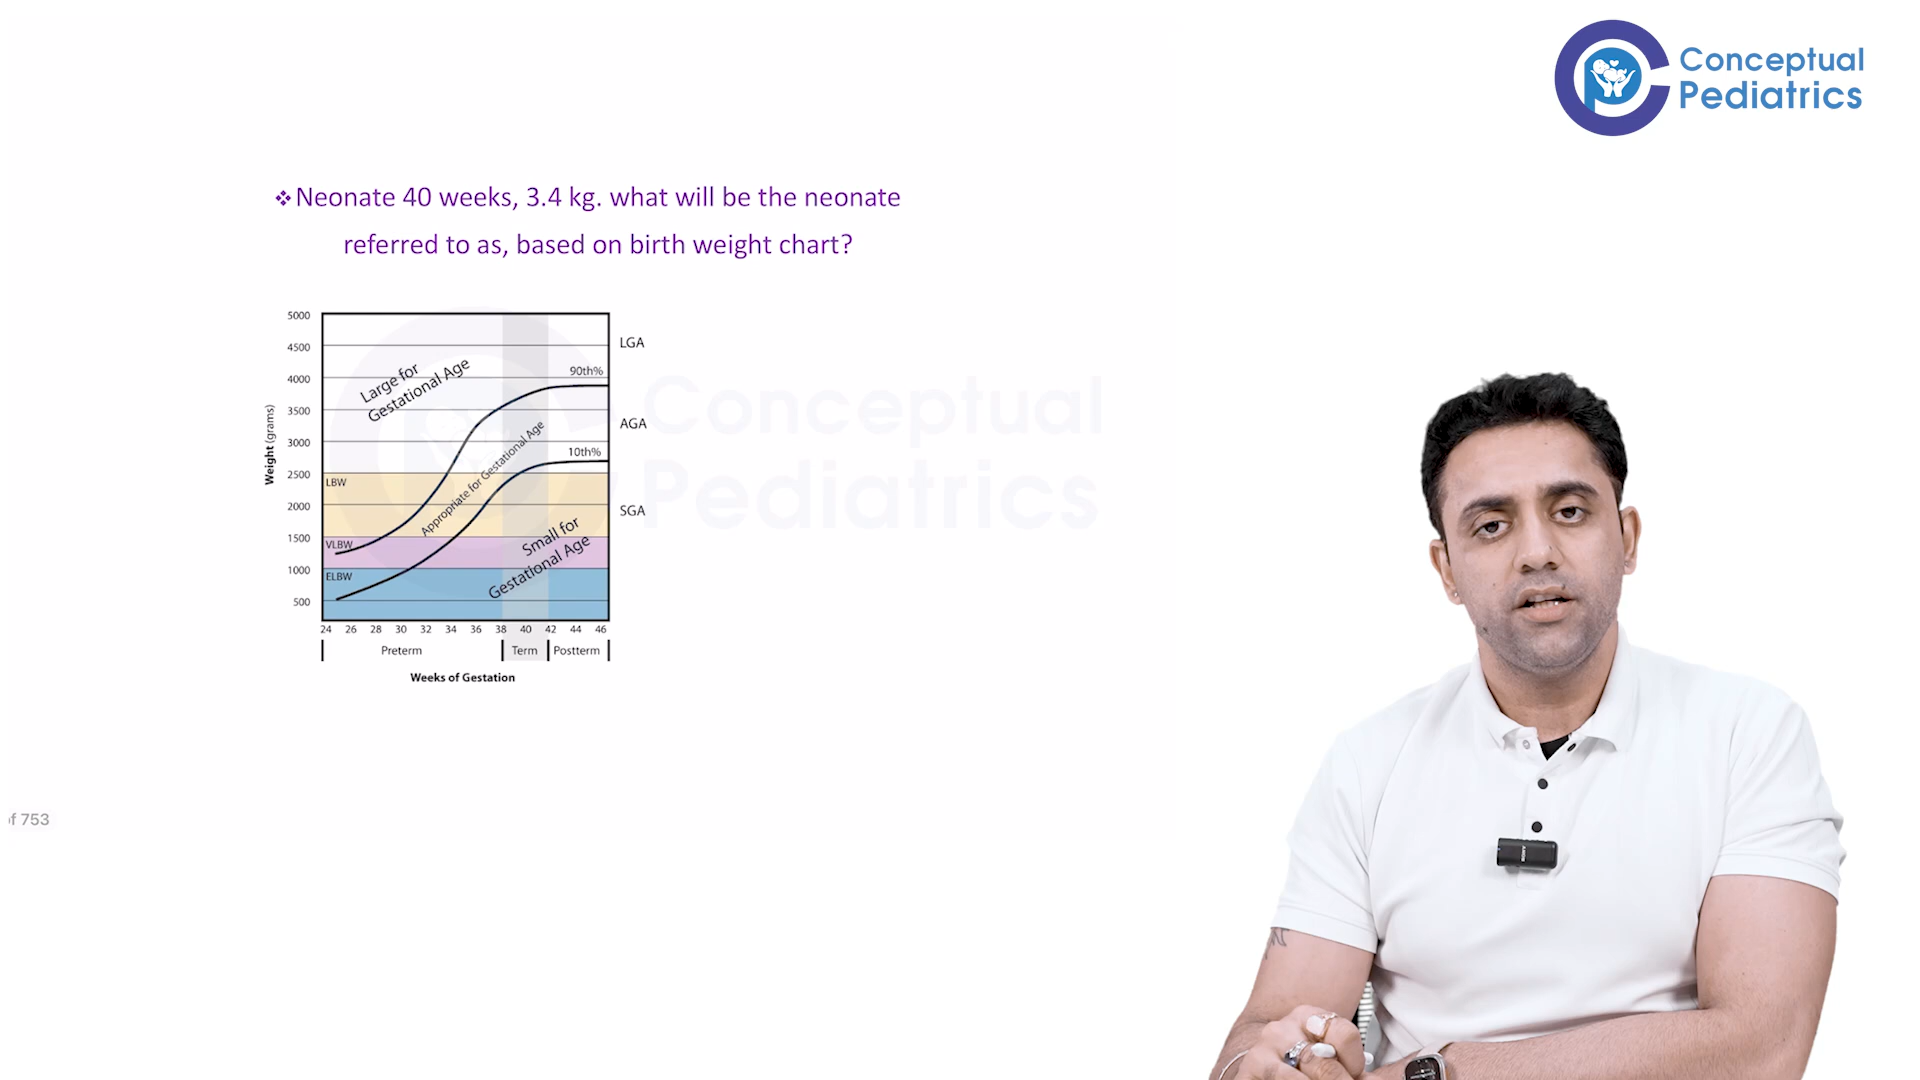 Conceptual
Pediatrics
❖Neonate 40 weeks, 3.4 kg. what will be the neonate
referred to as, based on birth weight chart?
5000
4500
4000
3500
3000
2500
2000
1500
1000
500
Weight (grams)
Large for
Gestational Age
90th%
Appropriate for Gestational Age
10th%
Small for
Gestational Age
LBW
VLBW
ELBW
LGA
AGA
SGA
24 26 28 30 32 34 36 38 40 42 44 46
Preterm Term Postterm
Weeks of Gestation
Conceptual
Pediatrics
of 753